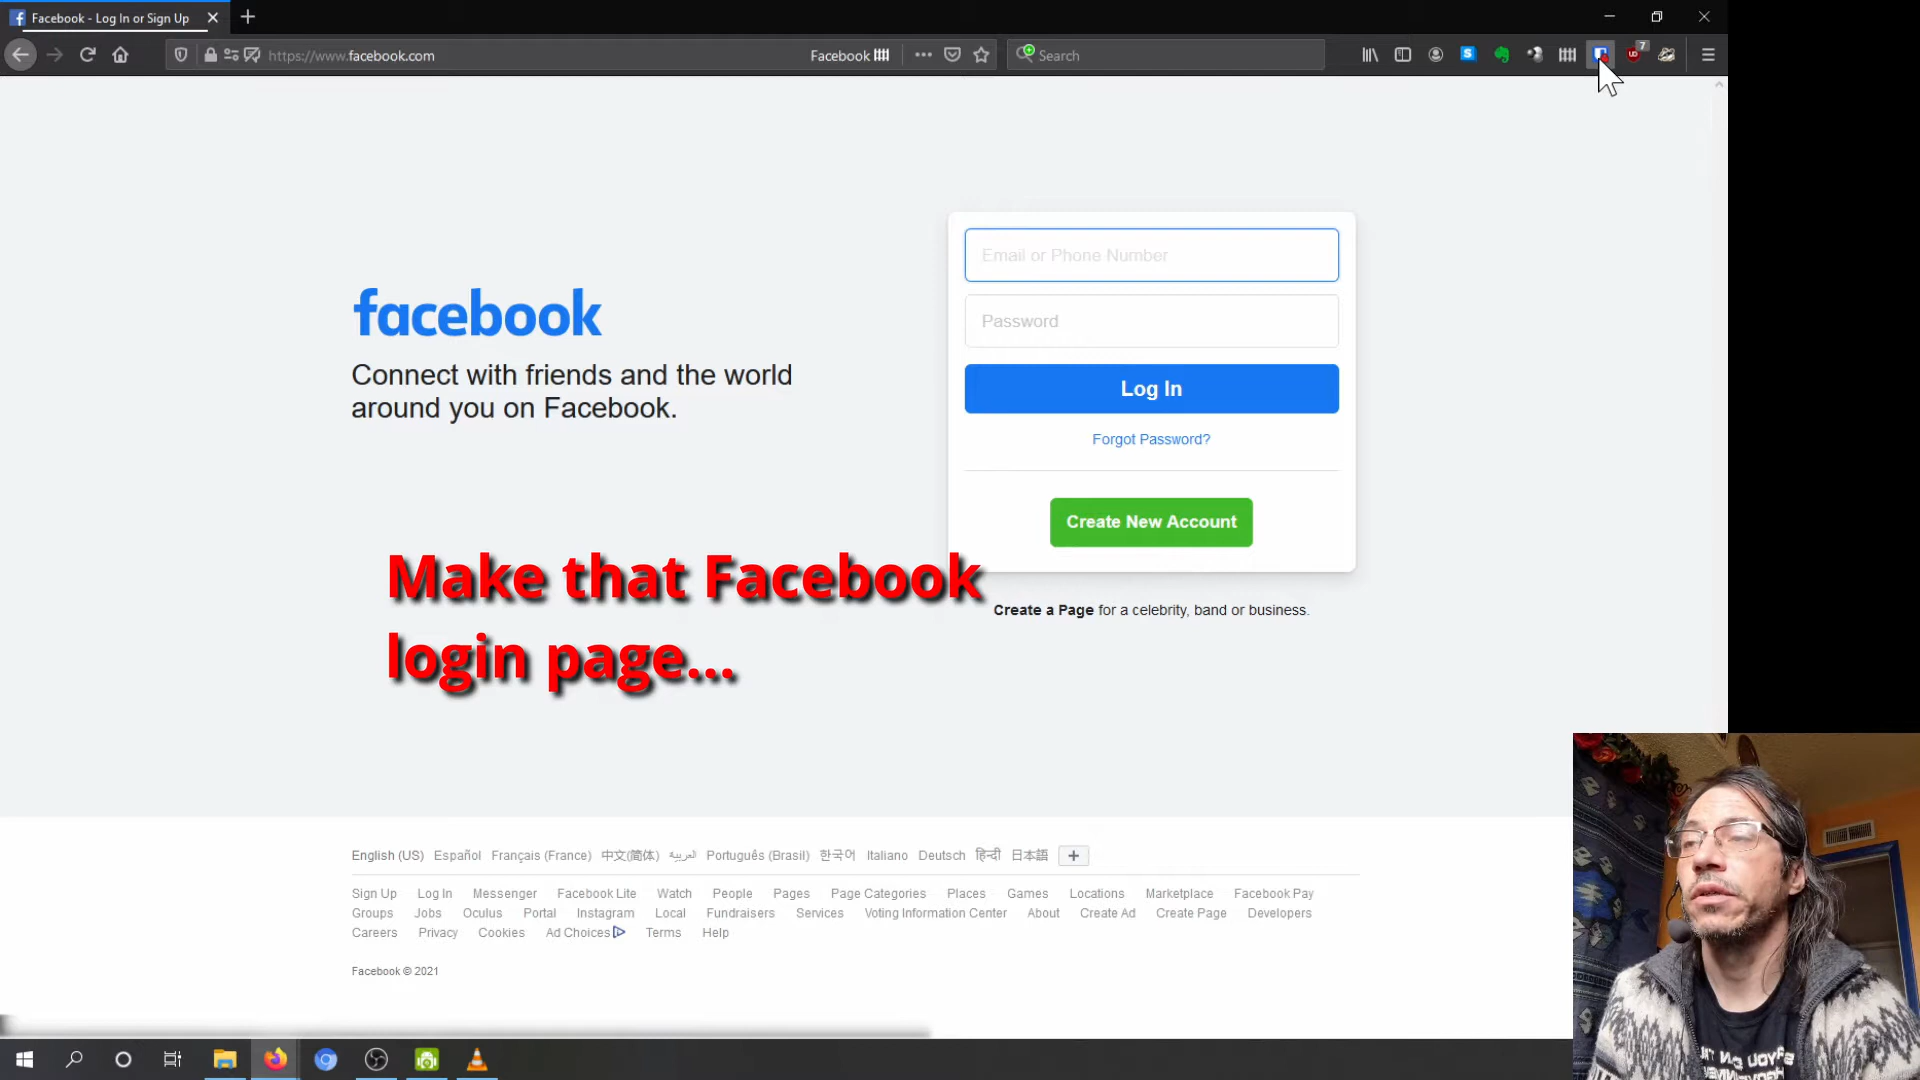 Facebook - Log In or Sign Up
https://www.facebook.com
Facebook
Search
7
facebook
Connect with friends and the world
around you on Facebook.
Email or Phone Number
Password
Log In
Forgot Password?
Create New Account
Create a Page for a celebrity, band or business.
Make that Facebook
login page...
English (US) Español Français (France) 中文(简体) العربية Português (Brasil) 한국어 Italiano Deutsch हिन्दी 日本語
Sign Up Log In Messenger Facebook Lite Watch People Pages Page Categories Places Games Locations Marketplace Facebook Pay
Groups Jobs Oculus Portal Instagram Local Fundraisers Services Voting Information Center About Create Ad Create Page Developers
Careers Privacy Cookies Ad Choices Terms Help
Facebook © 2021